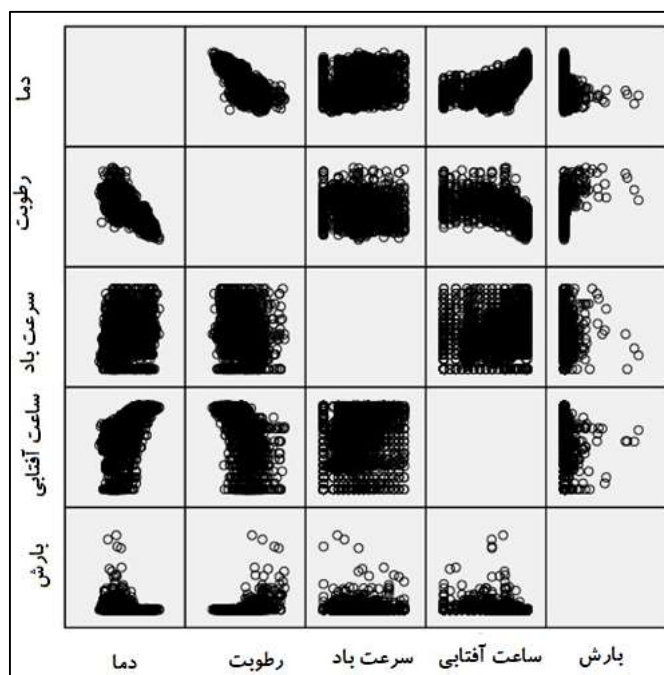 دما
رطوبت
سرعت باد
ساعت آفتابی
بارش
دما
رطوبت
سرعت باد
ساعت آفتابی
بارش